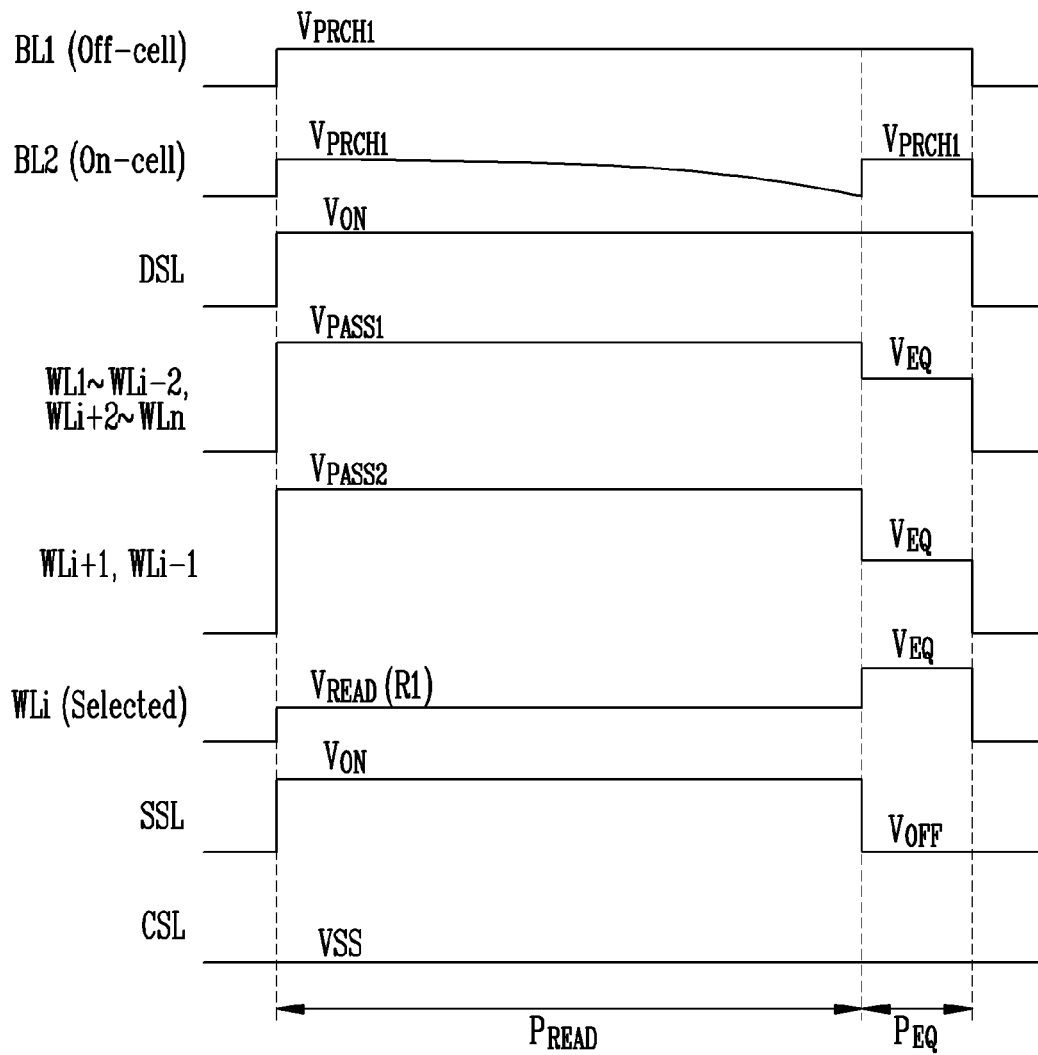 VPRCH1
BL1 (Off-cell)
VPRCH1
VPRCH1
BL2 (On-cell)
VON
DSL
VPASS1
VEQ
WL1~WLi-2,
WLi+2~WLn
VPASS2
VEQ
WLi+1, WLi-1
VEQ
VREAD (R1)
WLi (Selected)
VON
SSL
VOFF
CSL
VSS
PREAD
PEQ